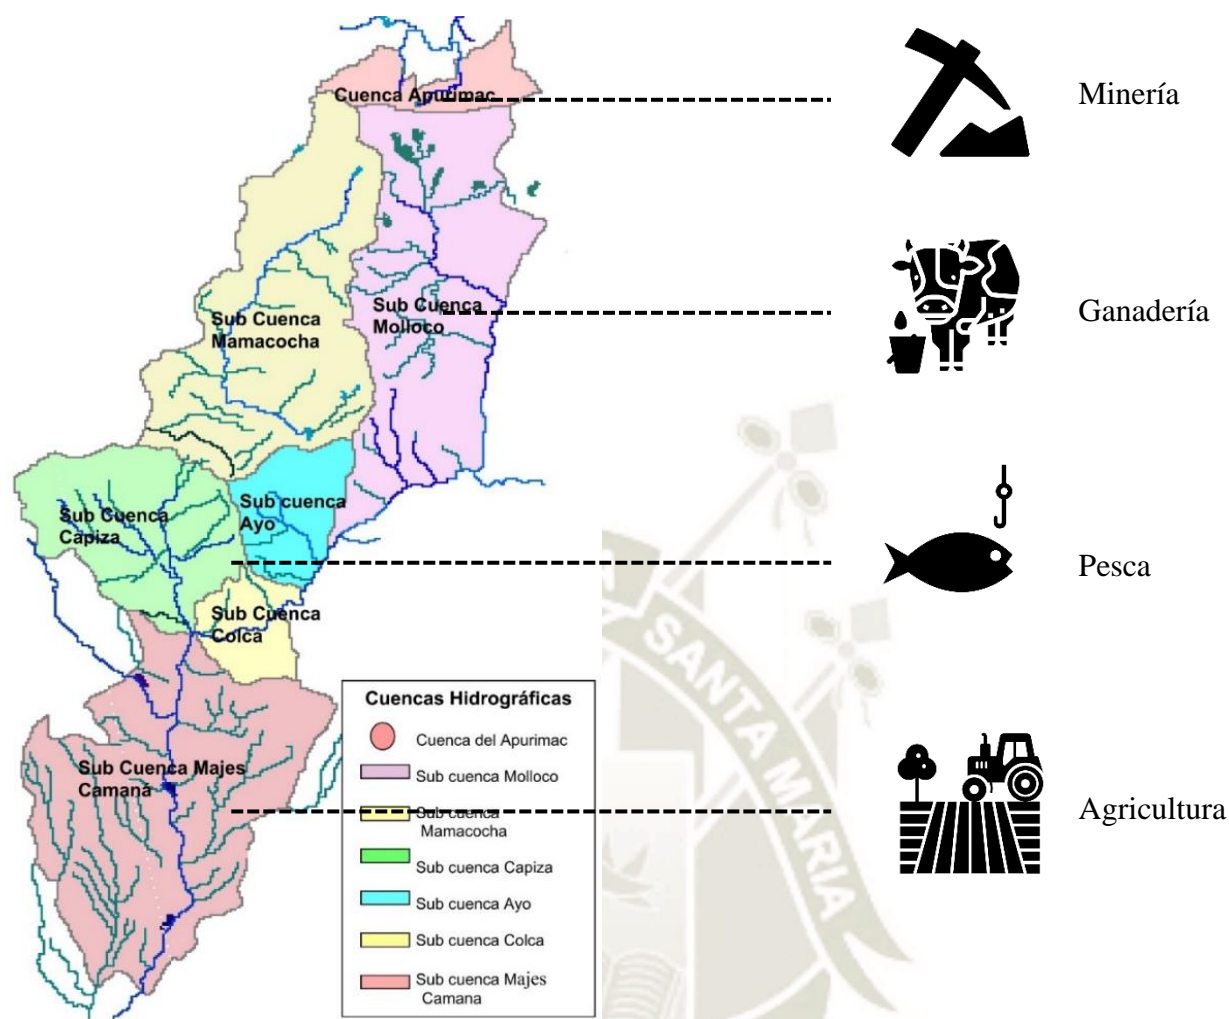 Cuenca Apurimac
Minería
Sub Cuenca
Molloco
Ganadería
Sub Cuenca
Mamacocha
Sub cuenca
Ayo
Sub Cuenca
Capiza
Pesca
Sub Cuenca
Colca
Sub Cuenca Majes
Camaná
Agricultura
Cuencas Hidrográficas
Cuenca del Apurimac
Sub cuenca Molloco
Sub cuenca
Mamacocha
Sub cuenca Capiza
Sub cuenca Ayo
Sub cuenca Colca
Sub cuenca Majes
Camana
SANTA MARIA